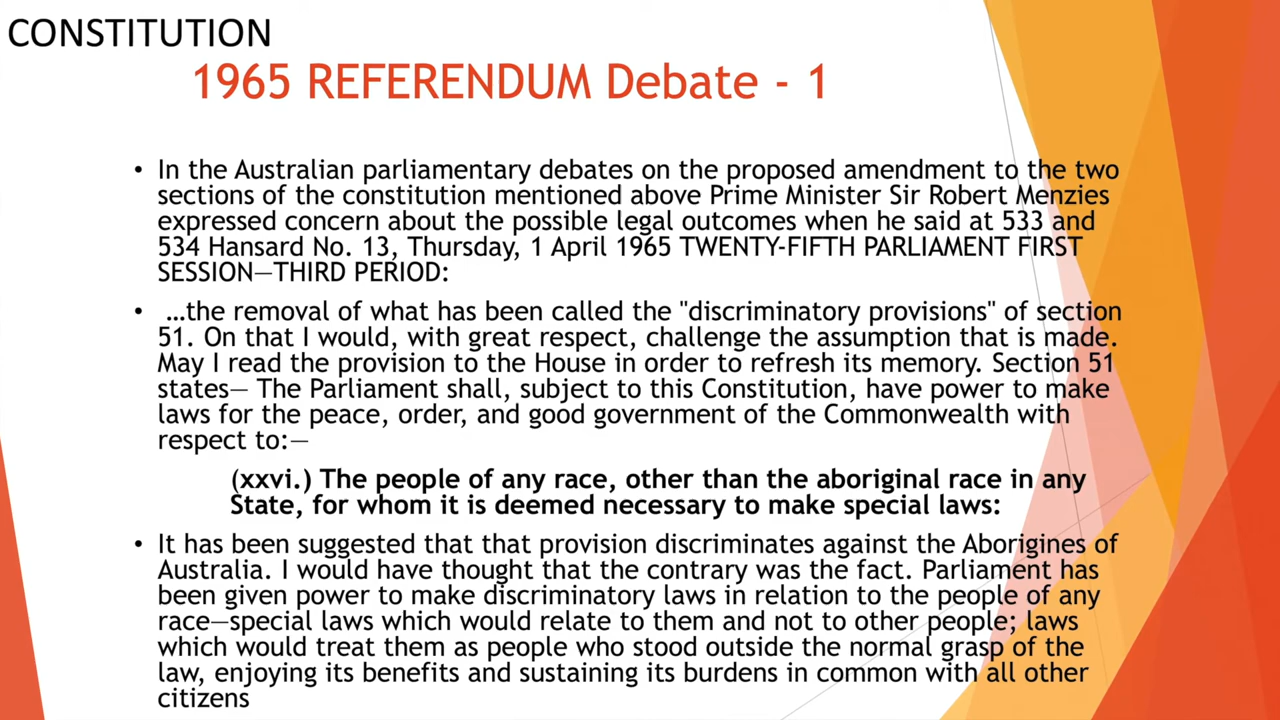 CONSTITUTION
1965 REFERENDUM Debate - 1
• In the Australian parliamentary debates on the proposed amendment to the two
sections of the constitution mentioned above Prime Minister Sir Robert Menzies
expressed concern about the possible legal outcomes when he said at 533 and
534 Hansard No. 13, Thursday, 1 April 1965 TWENTY-FIFTH PARLIAMENT FIRST
SESSION—THIRD PERIOD:
• …the removal of what has been called the "discriminatory provisions" of section
51. On that I would, with great respect, challenge the assumption that is made.
May I read the provision to the House in order to refresh its memory. Section 51
states— The Parliament shall, subject to this Constitution, have power to make
laws for the peace, order, and good government of the Commonwealth with
respect to:—
(xxvi.) The people of any race, other than the aboriginal race in any
State, for whom it is deemed necessary to make special laws:
• It has been suggested that that provision discriminates against the Aborigines of
Australia. I would have thought that the contrary was the fact. Parliament has
been given power to make discriminatory laws in relation to the people of any
race—special laws which would relate to them and not to other people; laws
which would treat them as people who stood outside the normal grasp of the
law, enjoying its benefits and sustaining its burdens in common with all other
citizens